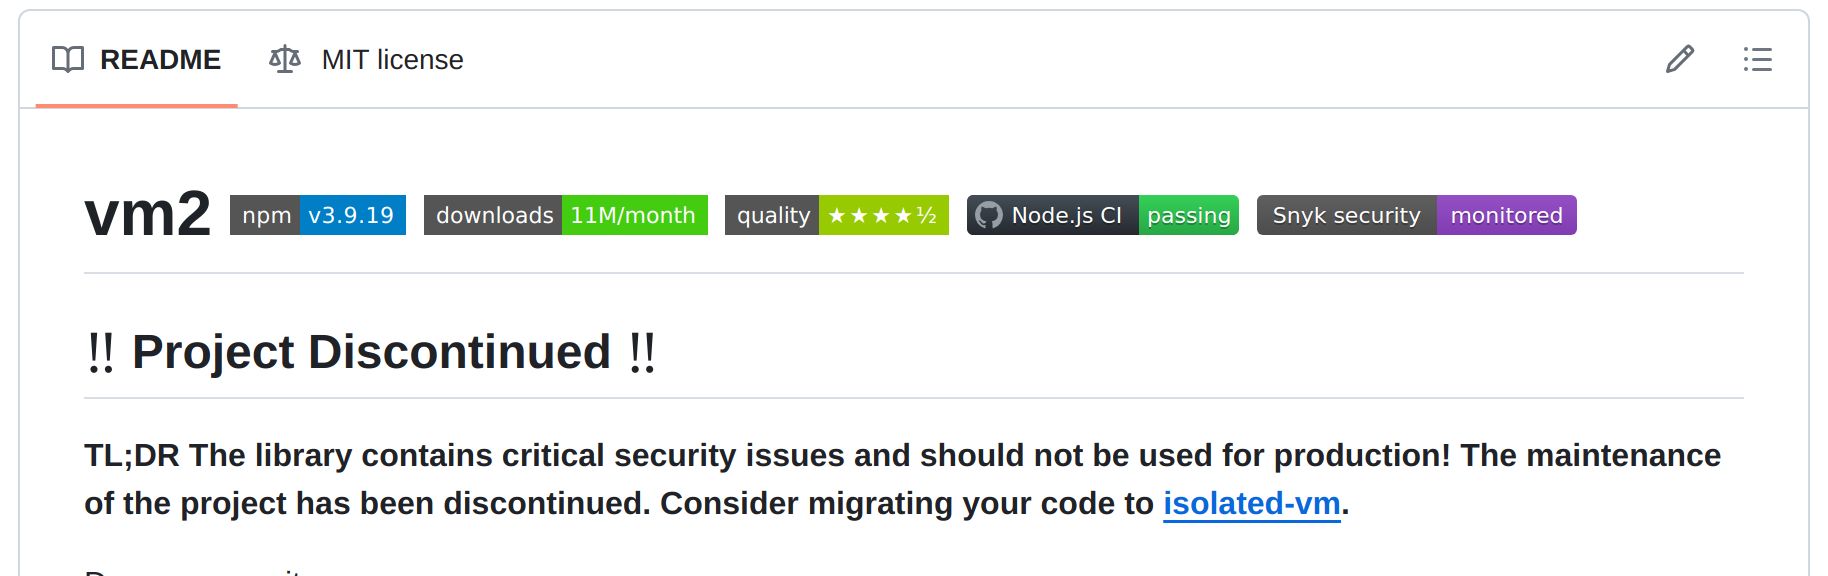 README MIT license
vm2 npm v3.9.19 downloads 11M/month quality ★★★★½ Node.js CI passing Snyk security monitored
‼ Project Discontinued ‼
TL;DR The library contains critical security issues and should not be used for production! The maintenance
of the project has been discontinued. Consider migrating your code to isolated-vm.